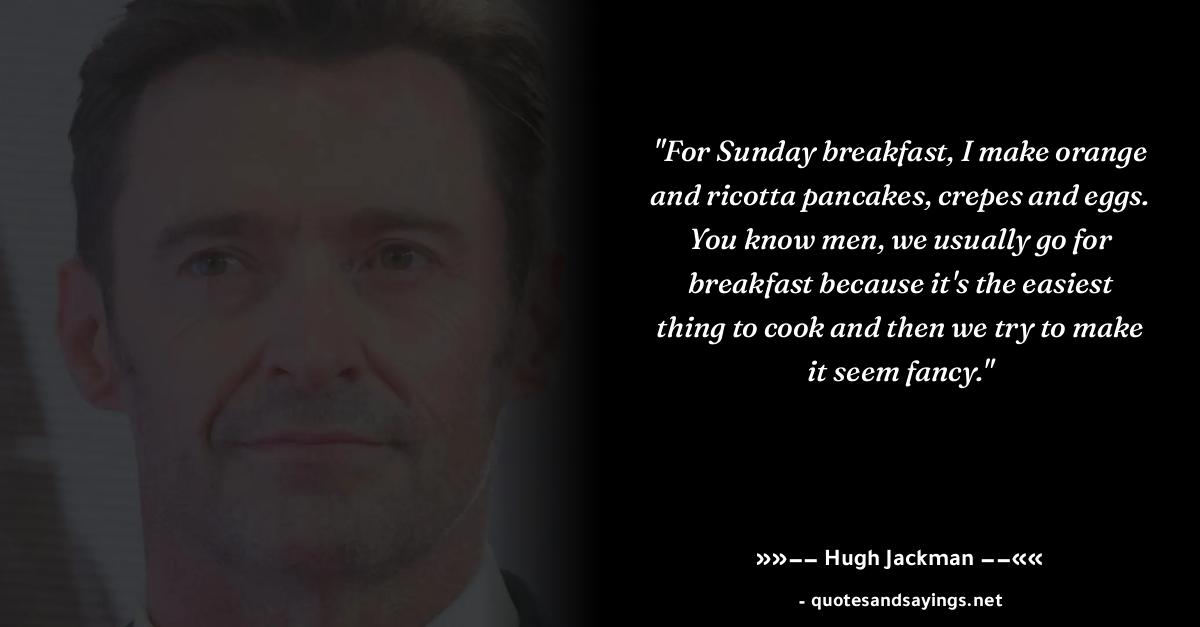 "For Sunday breakfast, I make orange
and ricotta pancakes, crepes and eggs.
You know men, we usually go for
breakfast because it's the easiest
thing to cook and then we try to make
it seem fancy."
»»−− Hugh Jackman −−««
- quotesandsayings.net